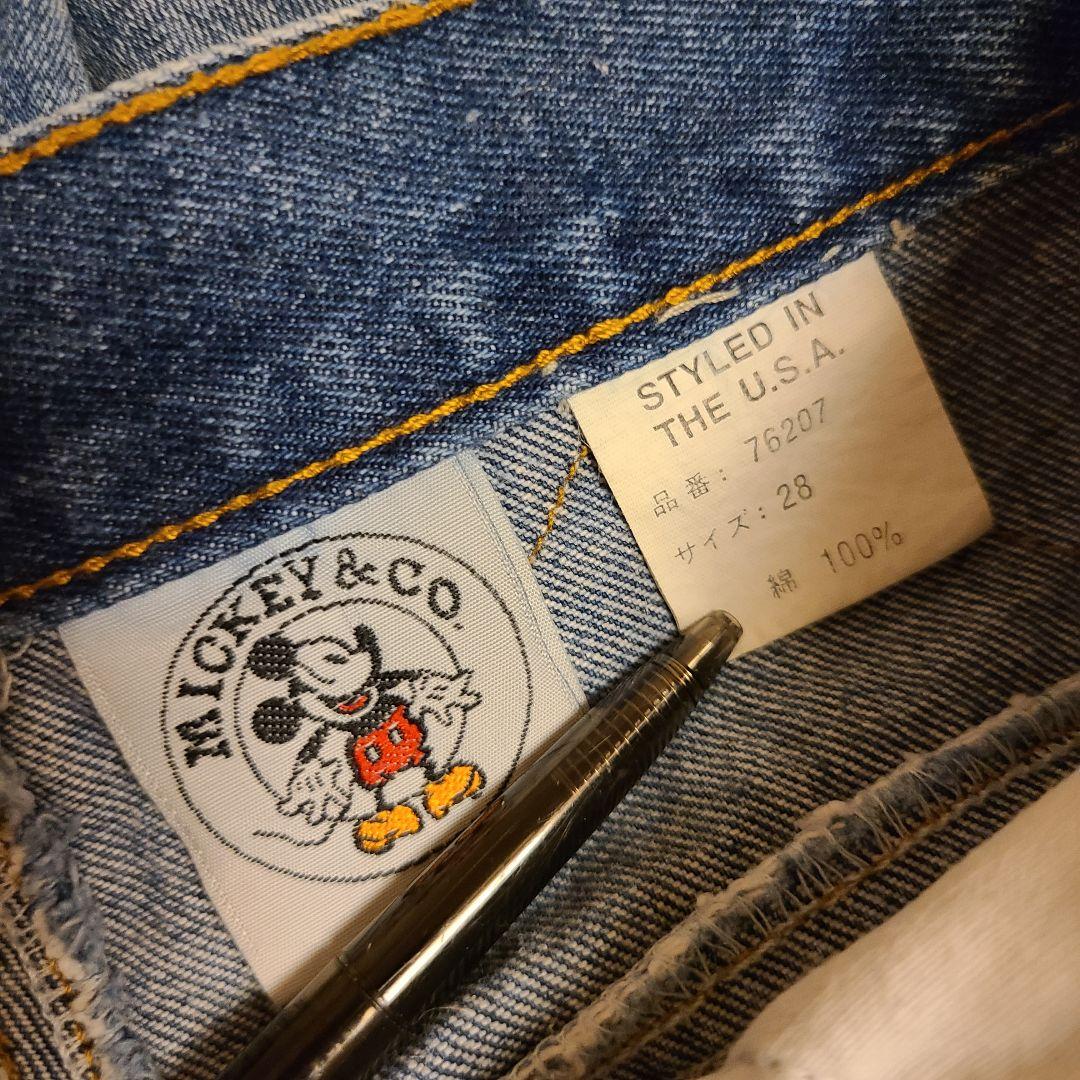 MICKEY & CO.
STYLED IN
THE U.S.A.
品番: 76207
サイズ: 28
綿 100%